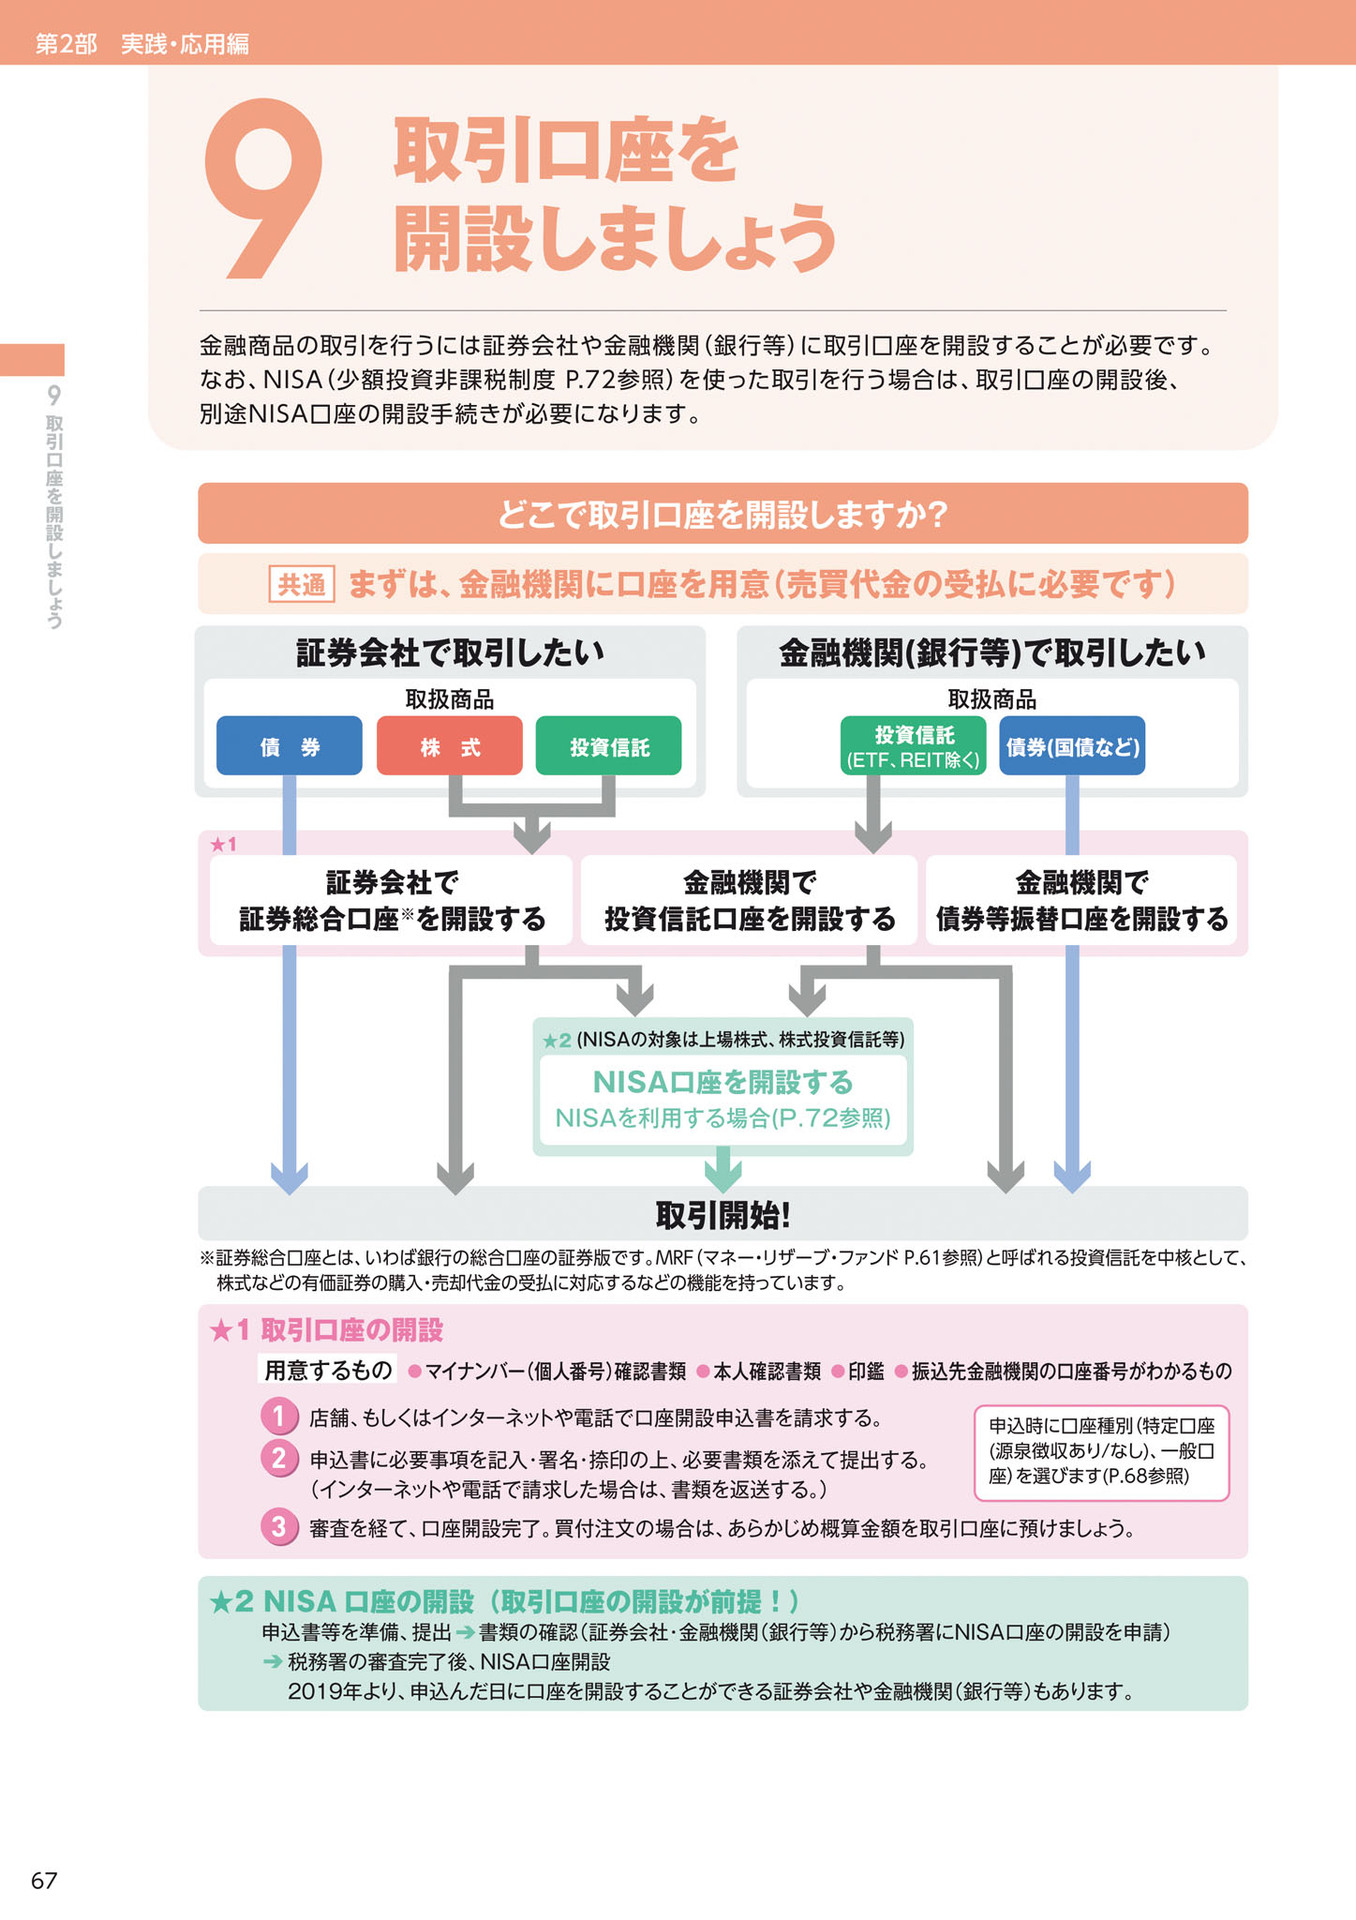 第2部　実践・応用編
9
取引口座を
開設しましょう
金融商品の取引を行うには証券会社や金融機関（銀行等）に取引口座を開設することが必要です。
なお、NISA（少額投資非課税制度 P.72参照）を使った取引を行う場合は、取引口座の開設後、
別途NISA口座の開設手続きが必要になります。
9 取引口座を開設しましょう
どこで取引口座を開設しますか？
共通 まずは、金融機関に口座を用意（売買代金の受払に必要です）
証券会社で取引したい
取扱商品
債　券
株　式
投資信託
金融機関(銀行等)で取引したい
取扱商品
投資信託
(ETF、REIT除く)
債券(国債など)
★1
証券会社で
証券総合口座※を開設する
金融機関で
投資信託口座を開設する
金融機関で
債券等振替口座を開設する
★2 (NISAの対象は上場株式、株式投資信託等)
NISA口座を開設する
NISAを利用する場合(P.72参照)
取引開始!
※証券総合口座とは、いわば銀行の総合口座の証券版です。MRF（マネー・リザーブ・ファンド P.61参照）と呼ばれる投資信託を中核として、
株式などの有価証券の購入・売却代金の受払に対応するなどの機能を持っています。
★1 取引口座の開設
用意するもの ●マイナンバー（個人番号）確認書類 ●本人確認書類 ●印鑑 ●振込先金融機関の口座番号がわかるもの
1 店舗、もしくはインターネットや電話で口座開設申込書を請求する。
2 申込書に必要事項を記入・署名・捺印の上、必要書類を添えて提出する。
（インターネットや電話で請求した場合は、書類を返送する。）
3 審査を経て、口座開設完了。買付注文の場合は、あらかじめ概算金額を取引口座に預けましょう。
申込時に口座種別（特定口座
(源泉徴収あり/なし)、一般口
座）を選びます(P.68参照)
★2 NISA 口座の開設（取引口座の開設が前提！）
申込書等を準備、提出➔書類の確認（証券会社・金融機関（銀行等）から税務署にNISA口座の開設を申請）
➔税務署の審査完了後、NISA口座開設
2019年より、申込んだ日に口座を開設することができる証券会社や金融機関（銀行等）もあります。
67